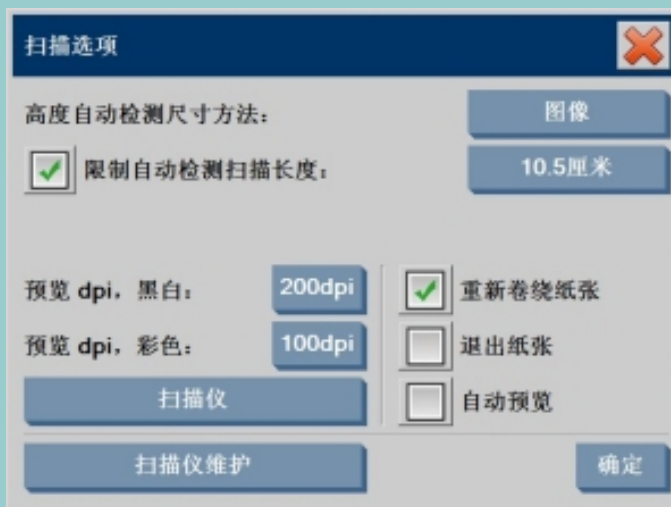 扫描选项
高度自动检测尺寸方法： 图像
限制自动检测扫描长度： 10.5厘米
预览 dpi，黑白： 200dpi 重新卷绕纸张
预览 dpi，彩色： 100dpi 退出纸张
扫描仪 自动预览
扫描仪维护 确定